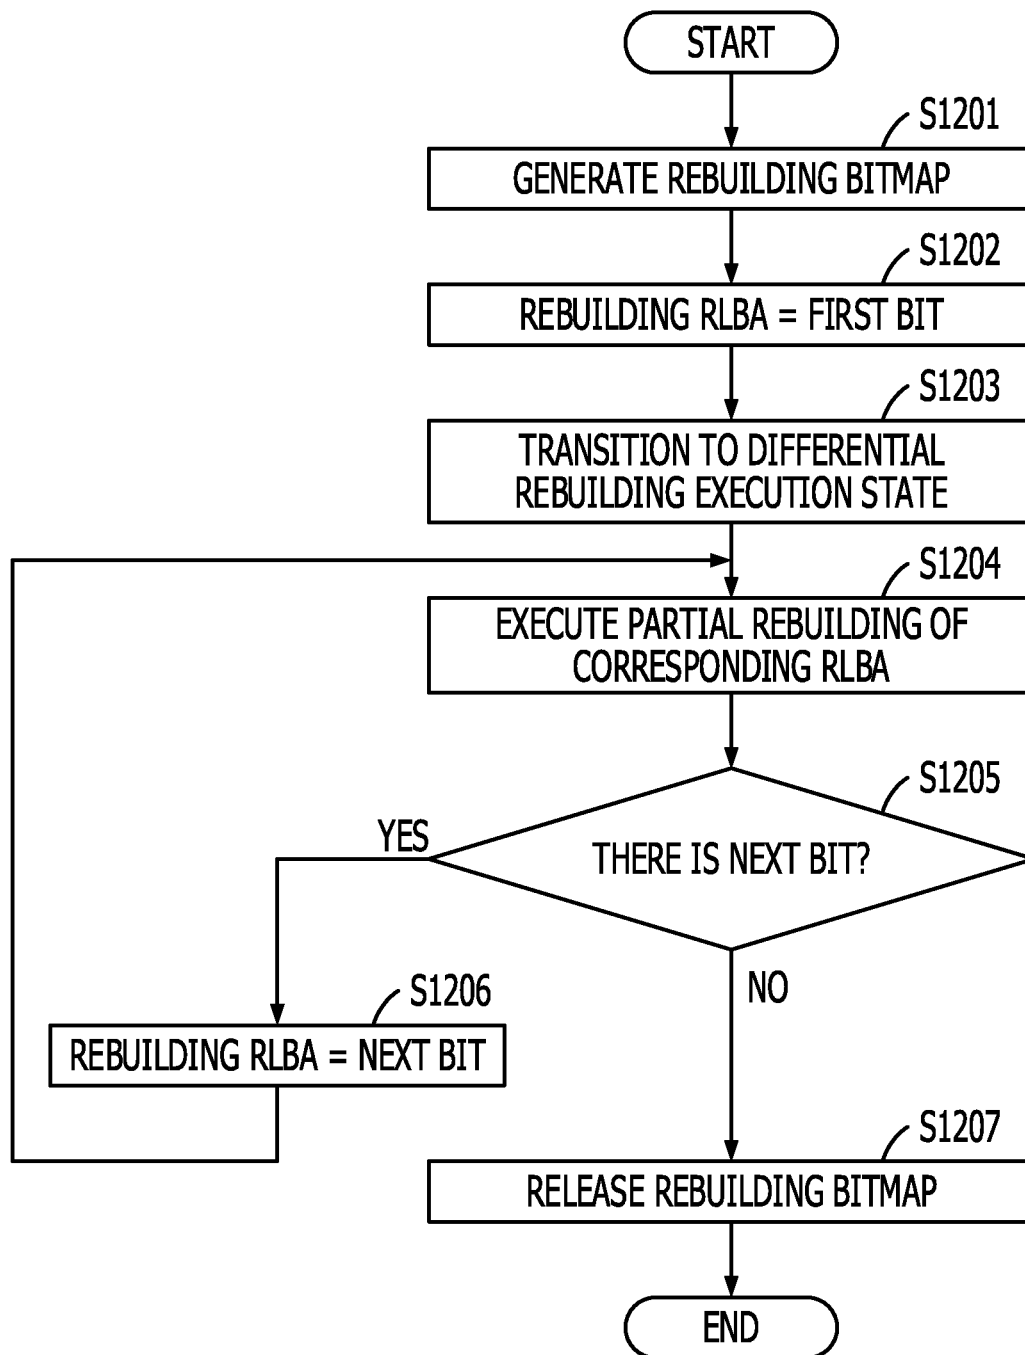 START
S1201
GENERATE REBUILDING BITMAP
S1202
REBUILDING RLBA = FIRST BIT
S1203
TRANSITION TO DIFFERENTIAL
REBUILDING EXECUTION STATE
S1204
EXECUTE PARTIAL REBUILDING OF
CORRESPONDING RLBA
S1205
YES
THERE IS NEXT BIT?
NO
S1206
REBUILDING RLBA = NEXT BIT
S1207
RELEASE REBUILDING BITMAP
END